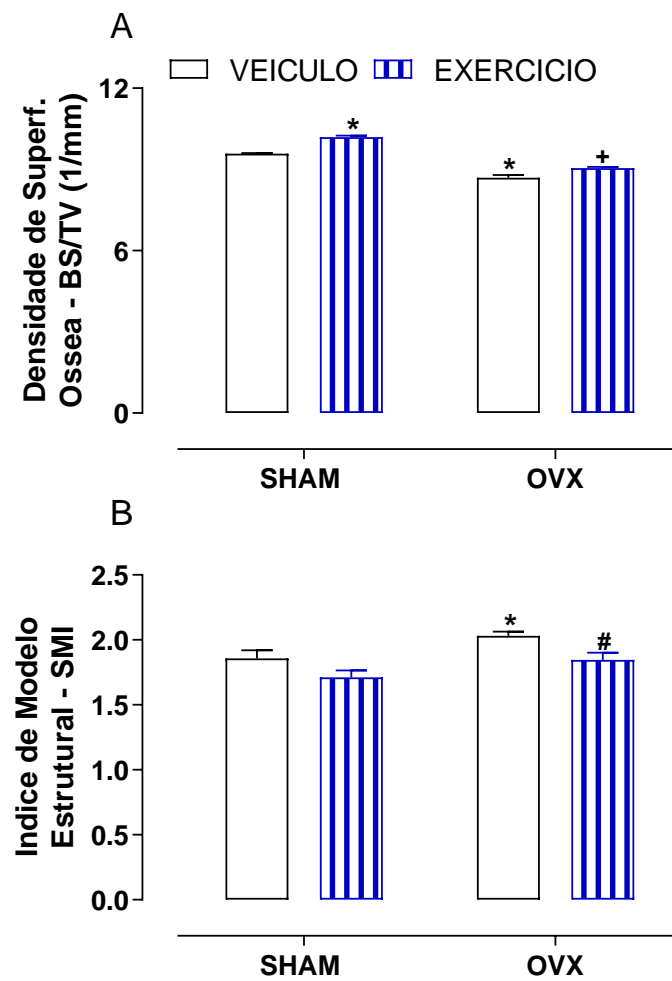 A
VEICULO EXERCICIO
Densidade de Superf.
Ossea - BS/TV (1/mm)
12
6
0
*
*
+
SHAM OVX
B
Indice de Modelo
Estrutural - SMI
2.5
2.0
1.5
1.0
0.5
0.0
*
#
SHAM OVX